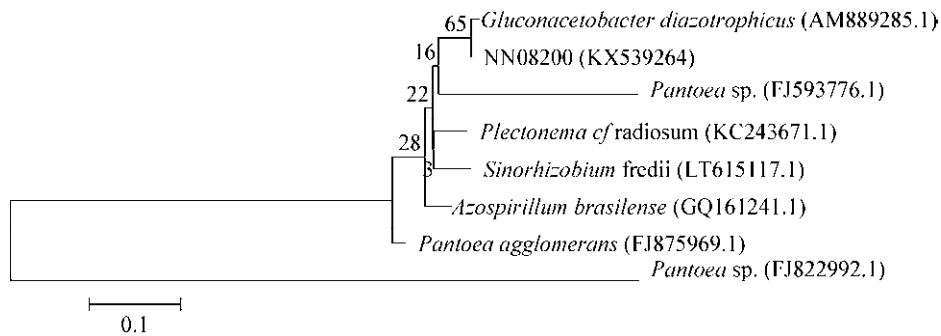 65 Gluconacetobacter diazotrophicus (AM889285.1)
16 NN08200 (KX539264)
Pantoea sp. (FJ593776.1)
22
Plectonema cf radiosum (KC243671.1)
28
3 Sinorhizobium fredii (LT615117.1)
Azospirillum brasilense (GQ161241.1)
Pantoea agglomerans (FJ875969.1)
Pantoea sp. (FJ822992.1)
0.1